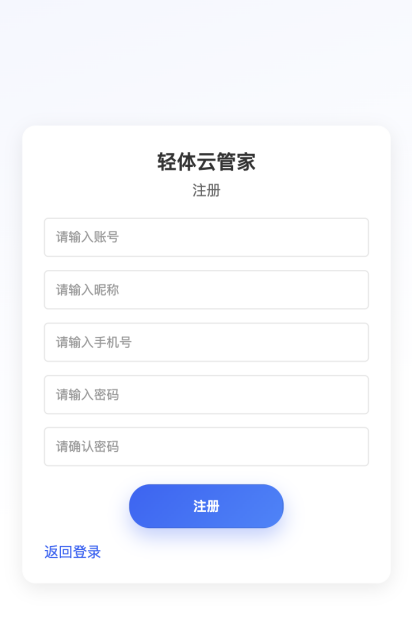 轻体云管家
注册
请输入账号
请输入昵称
请输入手机号
请输入密码
请确认密码
注册
返回登录